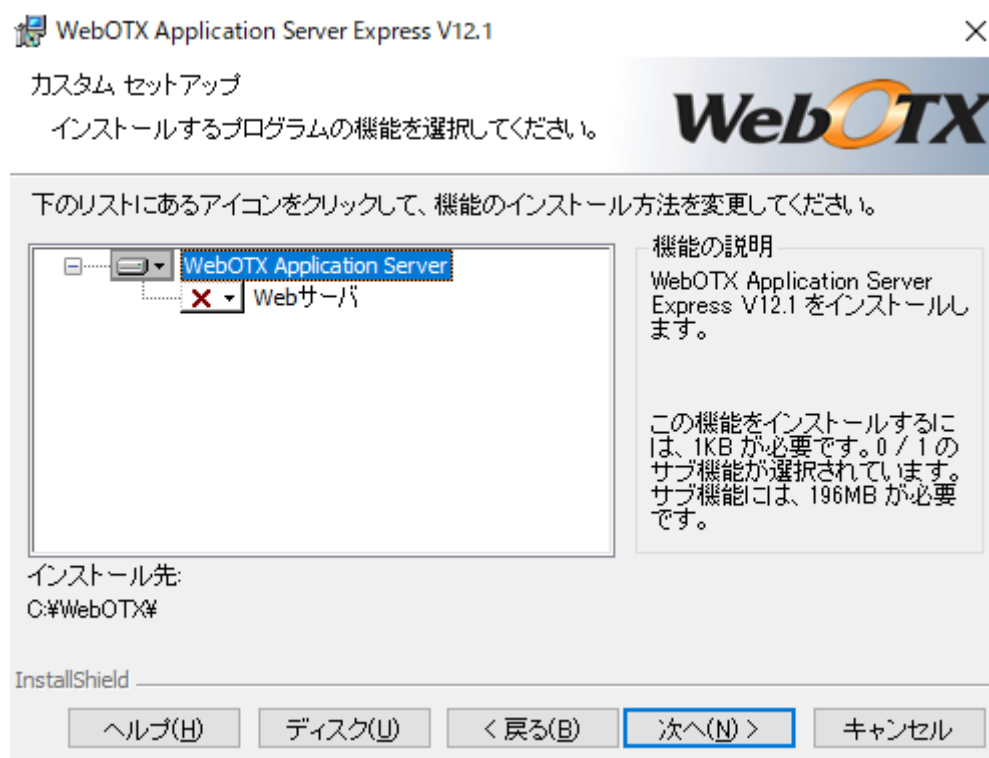 WebOTX Application Server Express V12.1
カスタム セットアップ
インストールするプログラムの機能を選択してください。
WebOTX
下のリストにあるアイコンをクリックして、機能のインストール方法を変更してください。
WebOTX Application Server
Webサーバ
機能の説明
WebOTX Application Server
Express V12.1 をインストールし
ます。
この機能をインストールするに
は、1KB が必要です。0 / 1 の
サブ機能が選択されています。
サブ機能には、196MB が必要
です。
インストール先:
C:¥WebOTX¥
InstallShield
ヘルプ(H)
ディスク(U)
< 戻る(B)
次へ(N) >
キャンセル